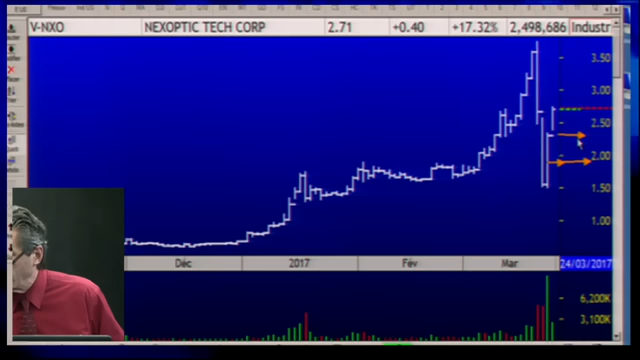 V-NXO NEXOPTIC TECH CORP 2.71 +0.40 +17.32% 2,498,686 Industr
3.50
3.00
2.50
2.00
1.50
1.00
Déc 2017 Fév Mar 24/03/2017
6,200K
3,100K